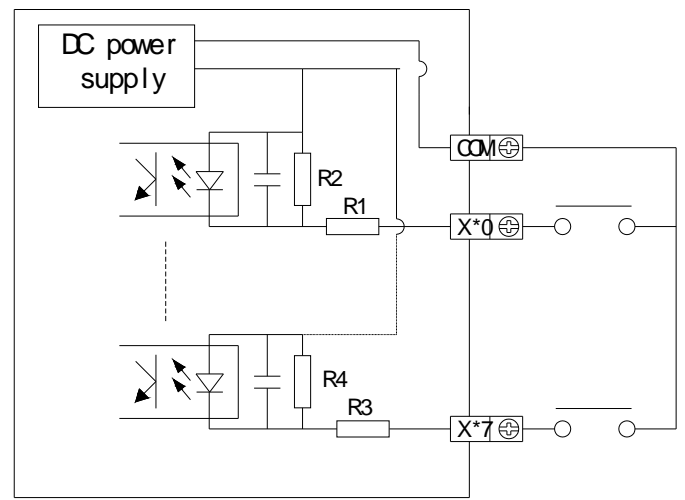 DC power
supply
COM
R2
R1
X*0
R4
R3
X*7